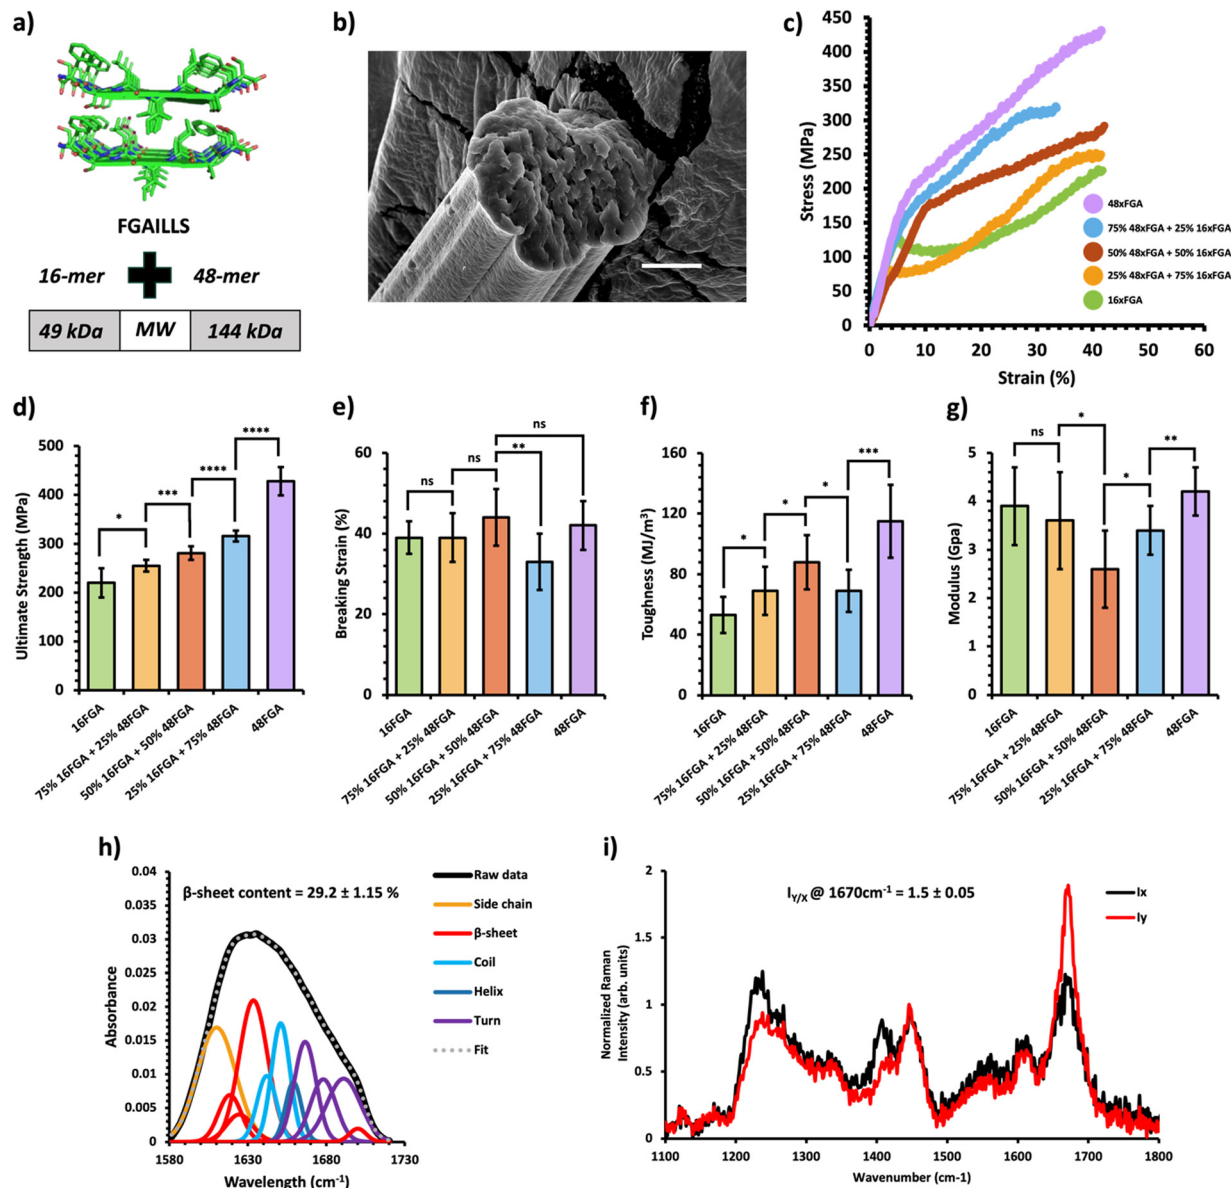 a)
FGAILLS
16-mer 48-mer
49 kDa MW 144 kDa
b)
c)
Stress (MPa)
450
400
350
300
250
200
150
100
50
0
0 10 20 30 40 50 60
Strain (%)
48xFGA
75% 48xFGA + 25% 16xFGA
50% 48xFGA + 50% 16xFGA
25% 48xFGA + 75% 16xFGA
16xFGA
d)
Ultimate Strength (MPa)
500
400
300
200
100
0
*
***
****
****
16FGA
75% 16FGA + 25% 48FGA
50% 16FGA + 50% 48FGA
25% 16FGA + 75% 48FGA
48FGA
e)
Breaking Strain (%)
60
40
20
0
ns
ns
**
ns
16FGA
75% 16FGA + 25% 48FGA
50% 16FGA + 50% 48FGA
25% 16FGA + 75% 48FGA
48FGA
f)
Toughness (MJ/m³)
160
120
80
40
0
*
*
*
***
16FGA
75% 16FGA + 25% 48FGA
50% 16FGA + 50% 48FGA
25% 16FGA + 75% 48FGA
48FGA
g)
Modulus (Gpa)
5
4
3
2
1
0
ns
*
*
**
16FGA
75% 16FGA + 25% 48FGA
50% 16FGA + 50% 48FGA
25% 16FGA + 75% 48FGA
48FGA
h)
β-sheet content = 29.2 ± 1.15 %
Absorbance
0.04
0.035
0.03
0.025
0.02
0.015
0.01
0.005
0
1580 1630 1680 1730
Wavelength (cm⁻¹)
Raw data
Side chain
β-sheet
Coil
Helix
Turn
Fit
i)
I_Y/X @ 1670cm⁻¹ = 1.5 ± 0.05
Ix
Iy
Normalized Raman
Intensity (arb. units)
2
1.5
1
0.5
0
1100 1200 1300 1400 1500 1600 1700 1800
Wavenumber (cm-1)